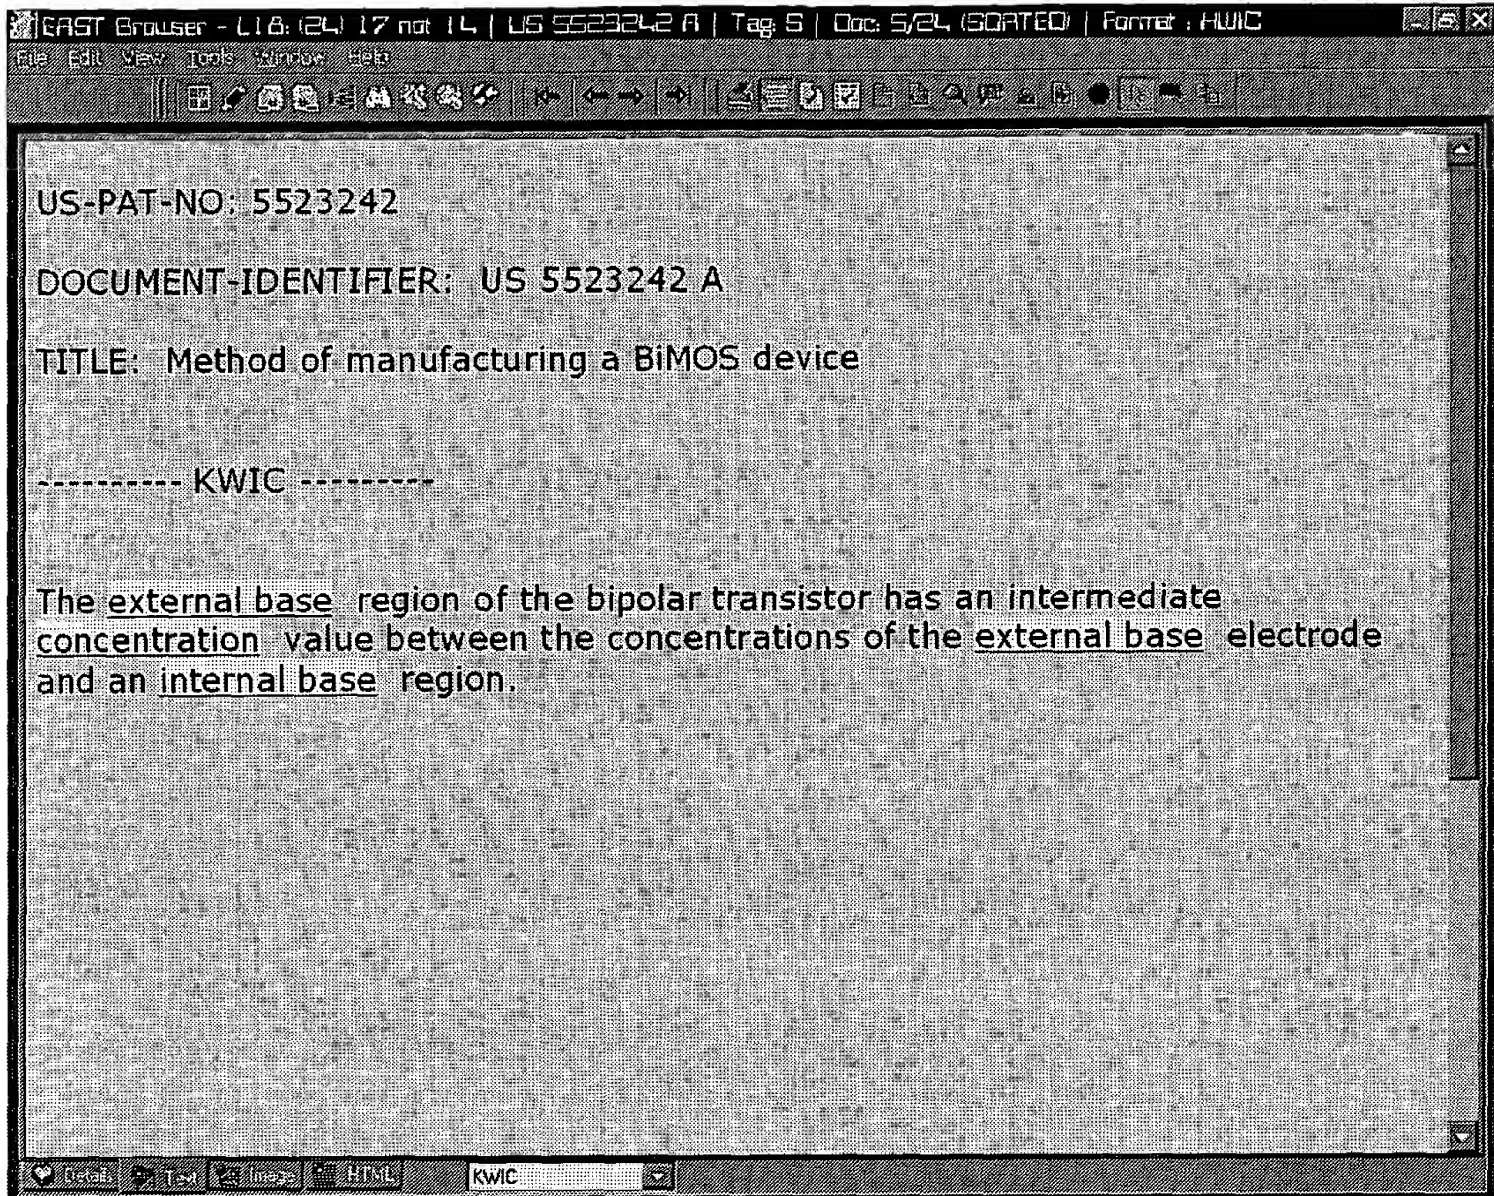 EAST Browser - L18: (24) 17 not 14 | US 5523242 A | Tag: S | Doc: 5/24 (SORTED) | Format : KWIC
File Edit View Tools Window Help
US-PAT-NO: 5523242
DOCUMENT-IDENTIFIER: US 5523242 A
TITLE: Method of manufacturing a BiMOS device
---------- KWIC ---------
The external base region of the bipolar transistor has an intermediate
concentration value between the concentrations of the external base electrode
and an internal base region.
Details Text Image HTML KWIC